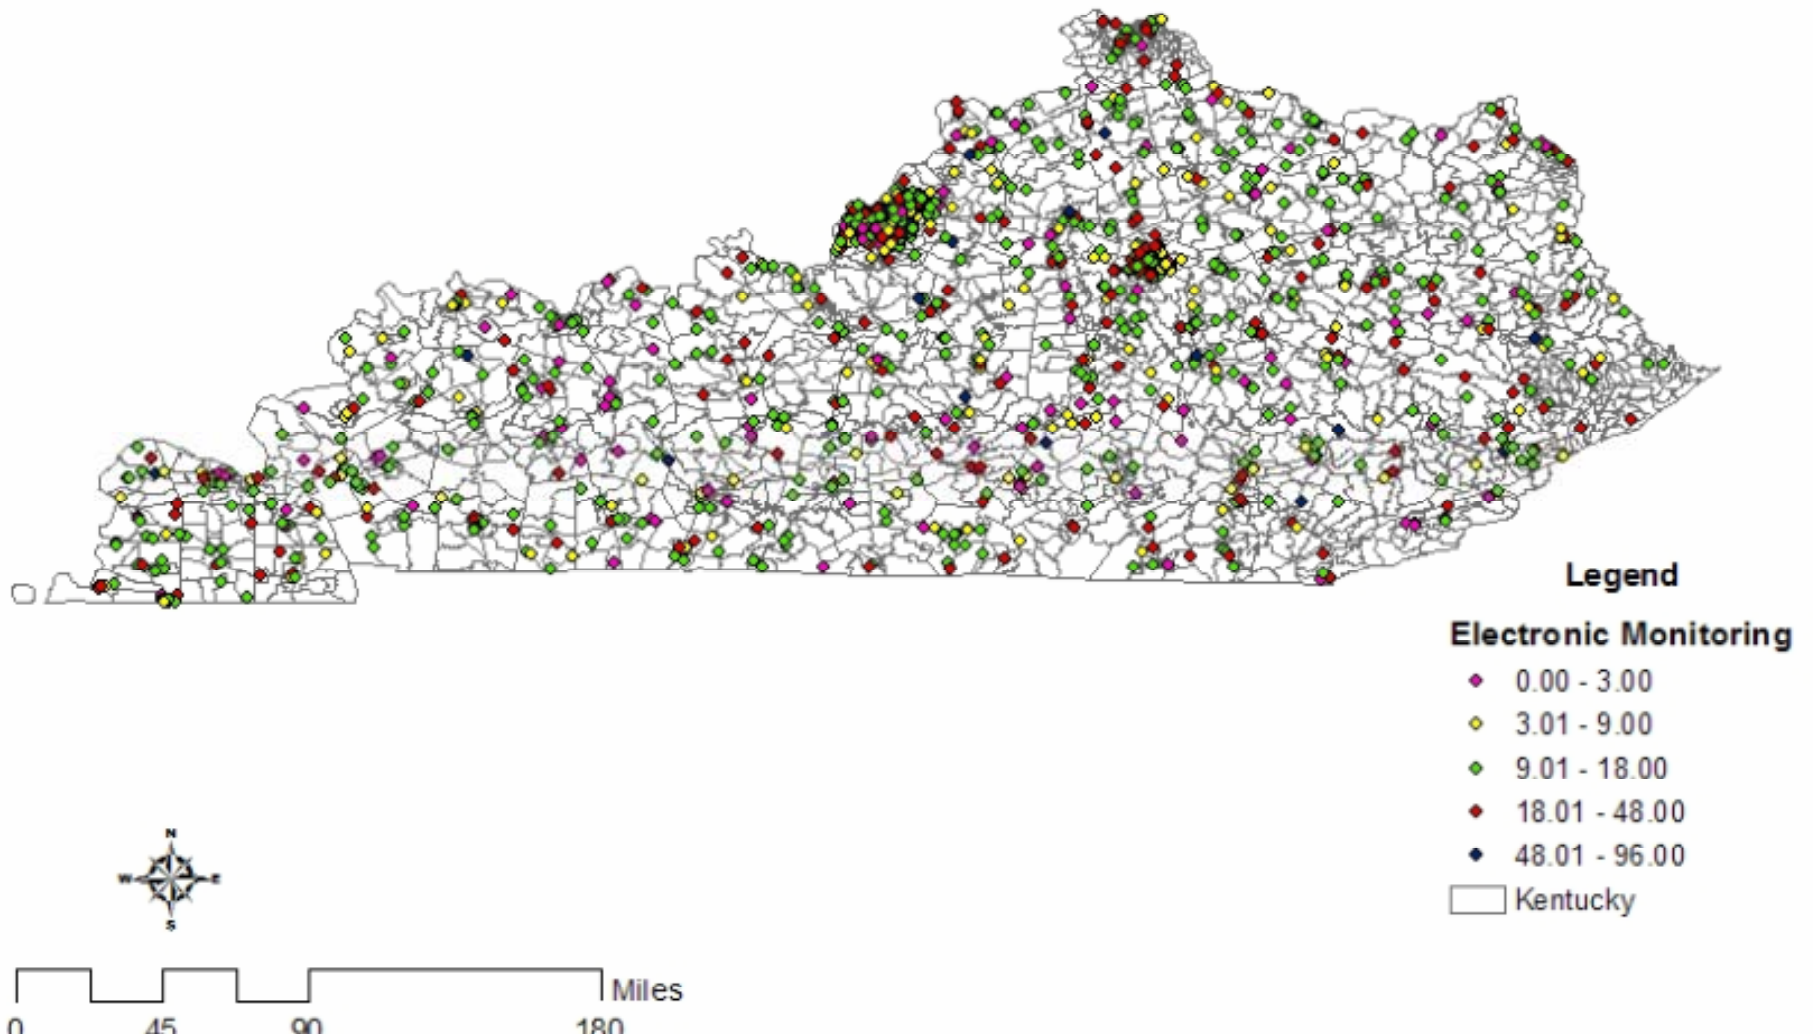 Legend
Electronic Monitoring
0.00 - 3.00
3.01 - 9.00
9.01 - 18.00
18.01 - 48.00
48.01 - 96.00
Kentucky
N
W E
S
Miles
0 45 90 180